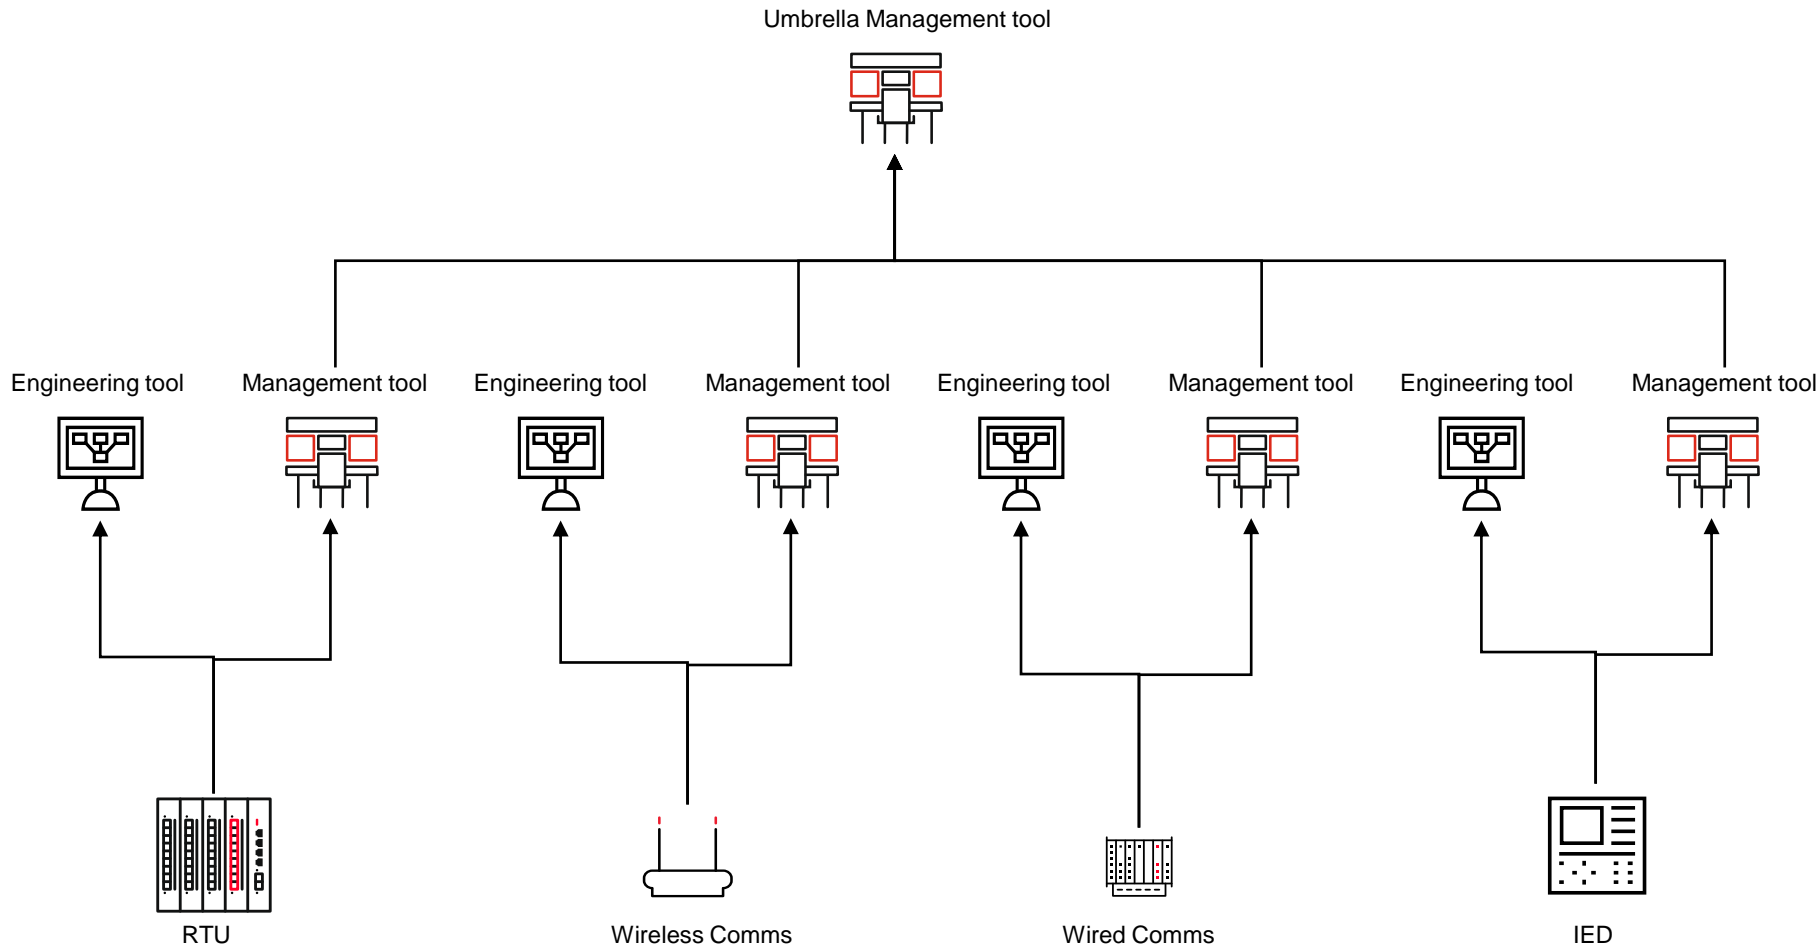 Umbrella Management tool
Engineering tool
Management tool
Engineering tool
Management tool
Engineering tool
Management tool
Engineering tool
Management tool
RTU
Wireless Comms
Wired Comms
IED